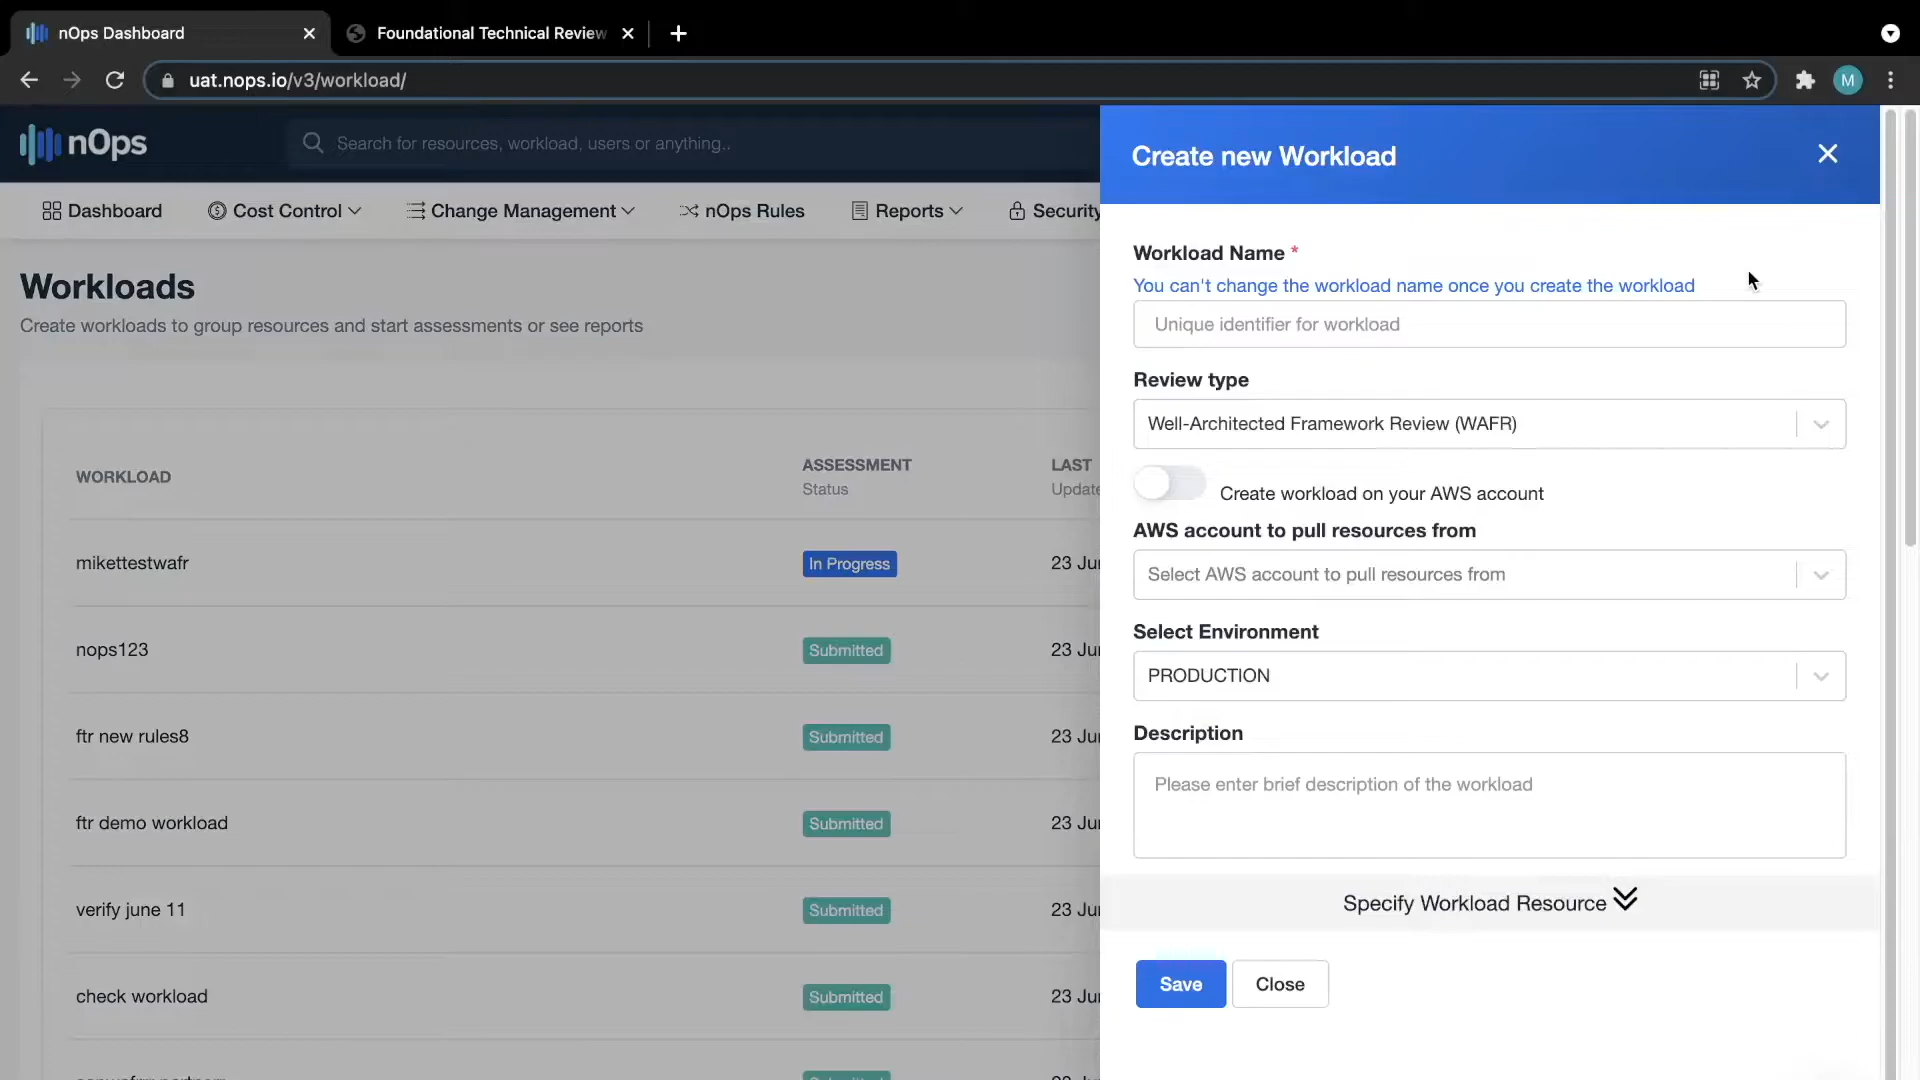 nOps Dashboard
Foundational Technical Review
uat.nops.io/v3/workload/
M
nOps
Search for resources, workload, users or anything..
Dashboard
Cost Control
Change Management
nOps Rules
Reports
Security
Workloads
Create workloads to group resources and start assessments or see reports
WORKLOAD
ASSESSMENT
Status
LAST
Update
mikettestwafr
In Progress
23 Jun
nops123
Submitted
23 Jun
ftr new rules8
Submitted
23 Jun
ftr demo workload
Submitted
23 Jun
verify june 11
Submitted
23 Jun
check workload
Submitted
23 Jun
Create new Workload
Workload Name *
You can't change the workload name once you create the workload
Unique identifier for workload
Review type
Well-Architected Framework Review (WAFR)
Create workload on your AWS account
AWS account to pull resources from
Select AWS account to pull resources from
Select Environment
PRODUCTION
Description
Please enter brief description of the workload
Specify Workload Resource
Save
Close